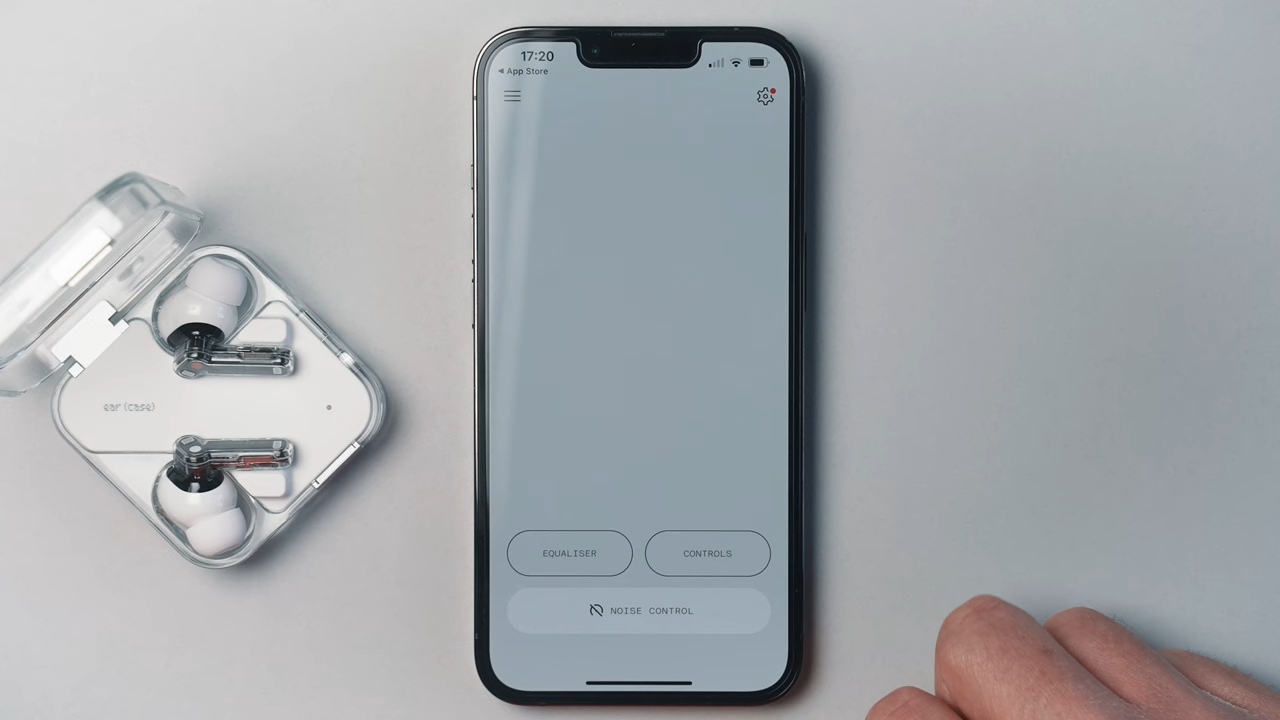 17:20
App Store
EQUALISER
CONTROLS
NOISE CONTROL
ear (case)